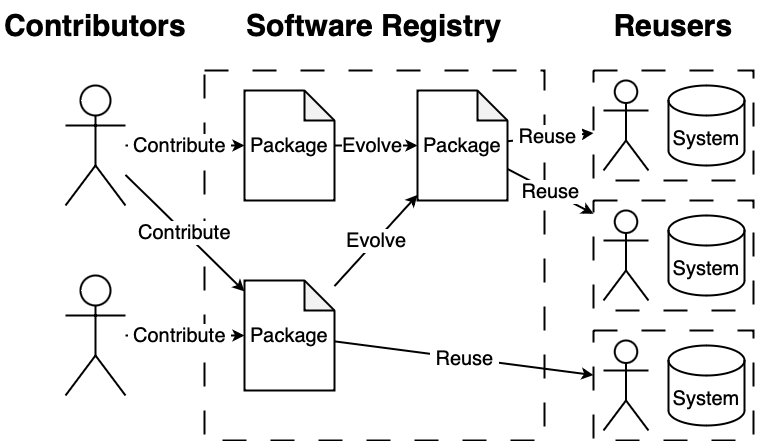 Contributors
Software Registry
Reusers
Contribute
Package
Evolve
Package
Reuse
System
Reuse
Contribute
Evolve
System
Contribute
Package
Reuse
System